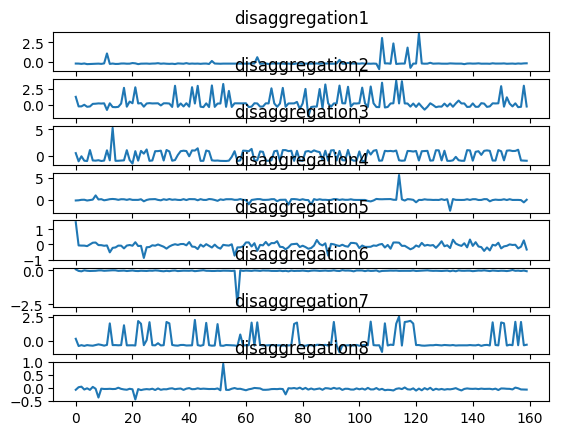 disaggregation1
2.5
0.0
disaggregation2
2.5
0.0
disaggregation3
5
0
disaggregation4
5
0
disaggregation5
1
0
−1
disaggregation6
0.0
−2.5
disaggregation7
2.5
0.0
disaggregation8
1.0
0.5
0.0
−0.5
0 20 40 60 80 100 120 140 160